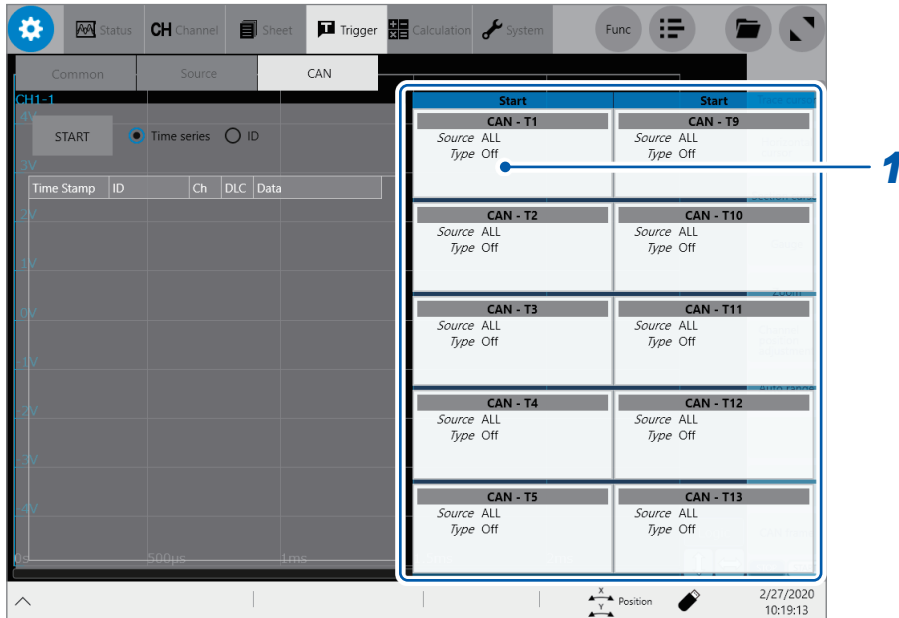 Status CH Channel Sheet Trigger Calculation System Func
Common Source CAN
CH1-1
4V
START Time series ID
3V
Time Stamp ID Ch DLC Data
2V
1V
0V
-1V
-2V
-3V
-4V
0s 500µs 1ms
Start Start
CAN - T1 CAN - T9
Source ALL Source ALL
Type Off Type Off
CAN - T2 CAN - T10
Source ALL Source ALL
Type Off Type Off
Zoom
CAN - T3 CAN - T11
Source ALL Source ALL
Type Off Type Off
Auto range
CAN - T4 CAN - T12
Source ALL Source ALL
Type Off Type Off
CAN - T5 CAN - T13
Source ALL Source ALL
Type Off Type Off
1
X
Y Position
2/27/2020
10:19:13